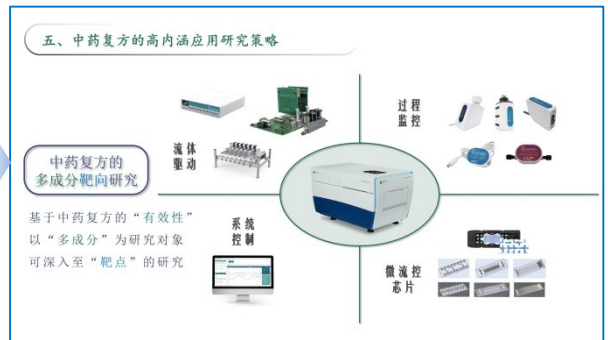 五、中药复方的高内涵应用研究策略
流体
驱动
过程
监控
中药复方的
多成分靶向研究
基于中药复方的“有效性”
以“多成分”为研究对象
可深入至“靶点”的研究
系统
控制
微流控
芯片